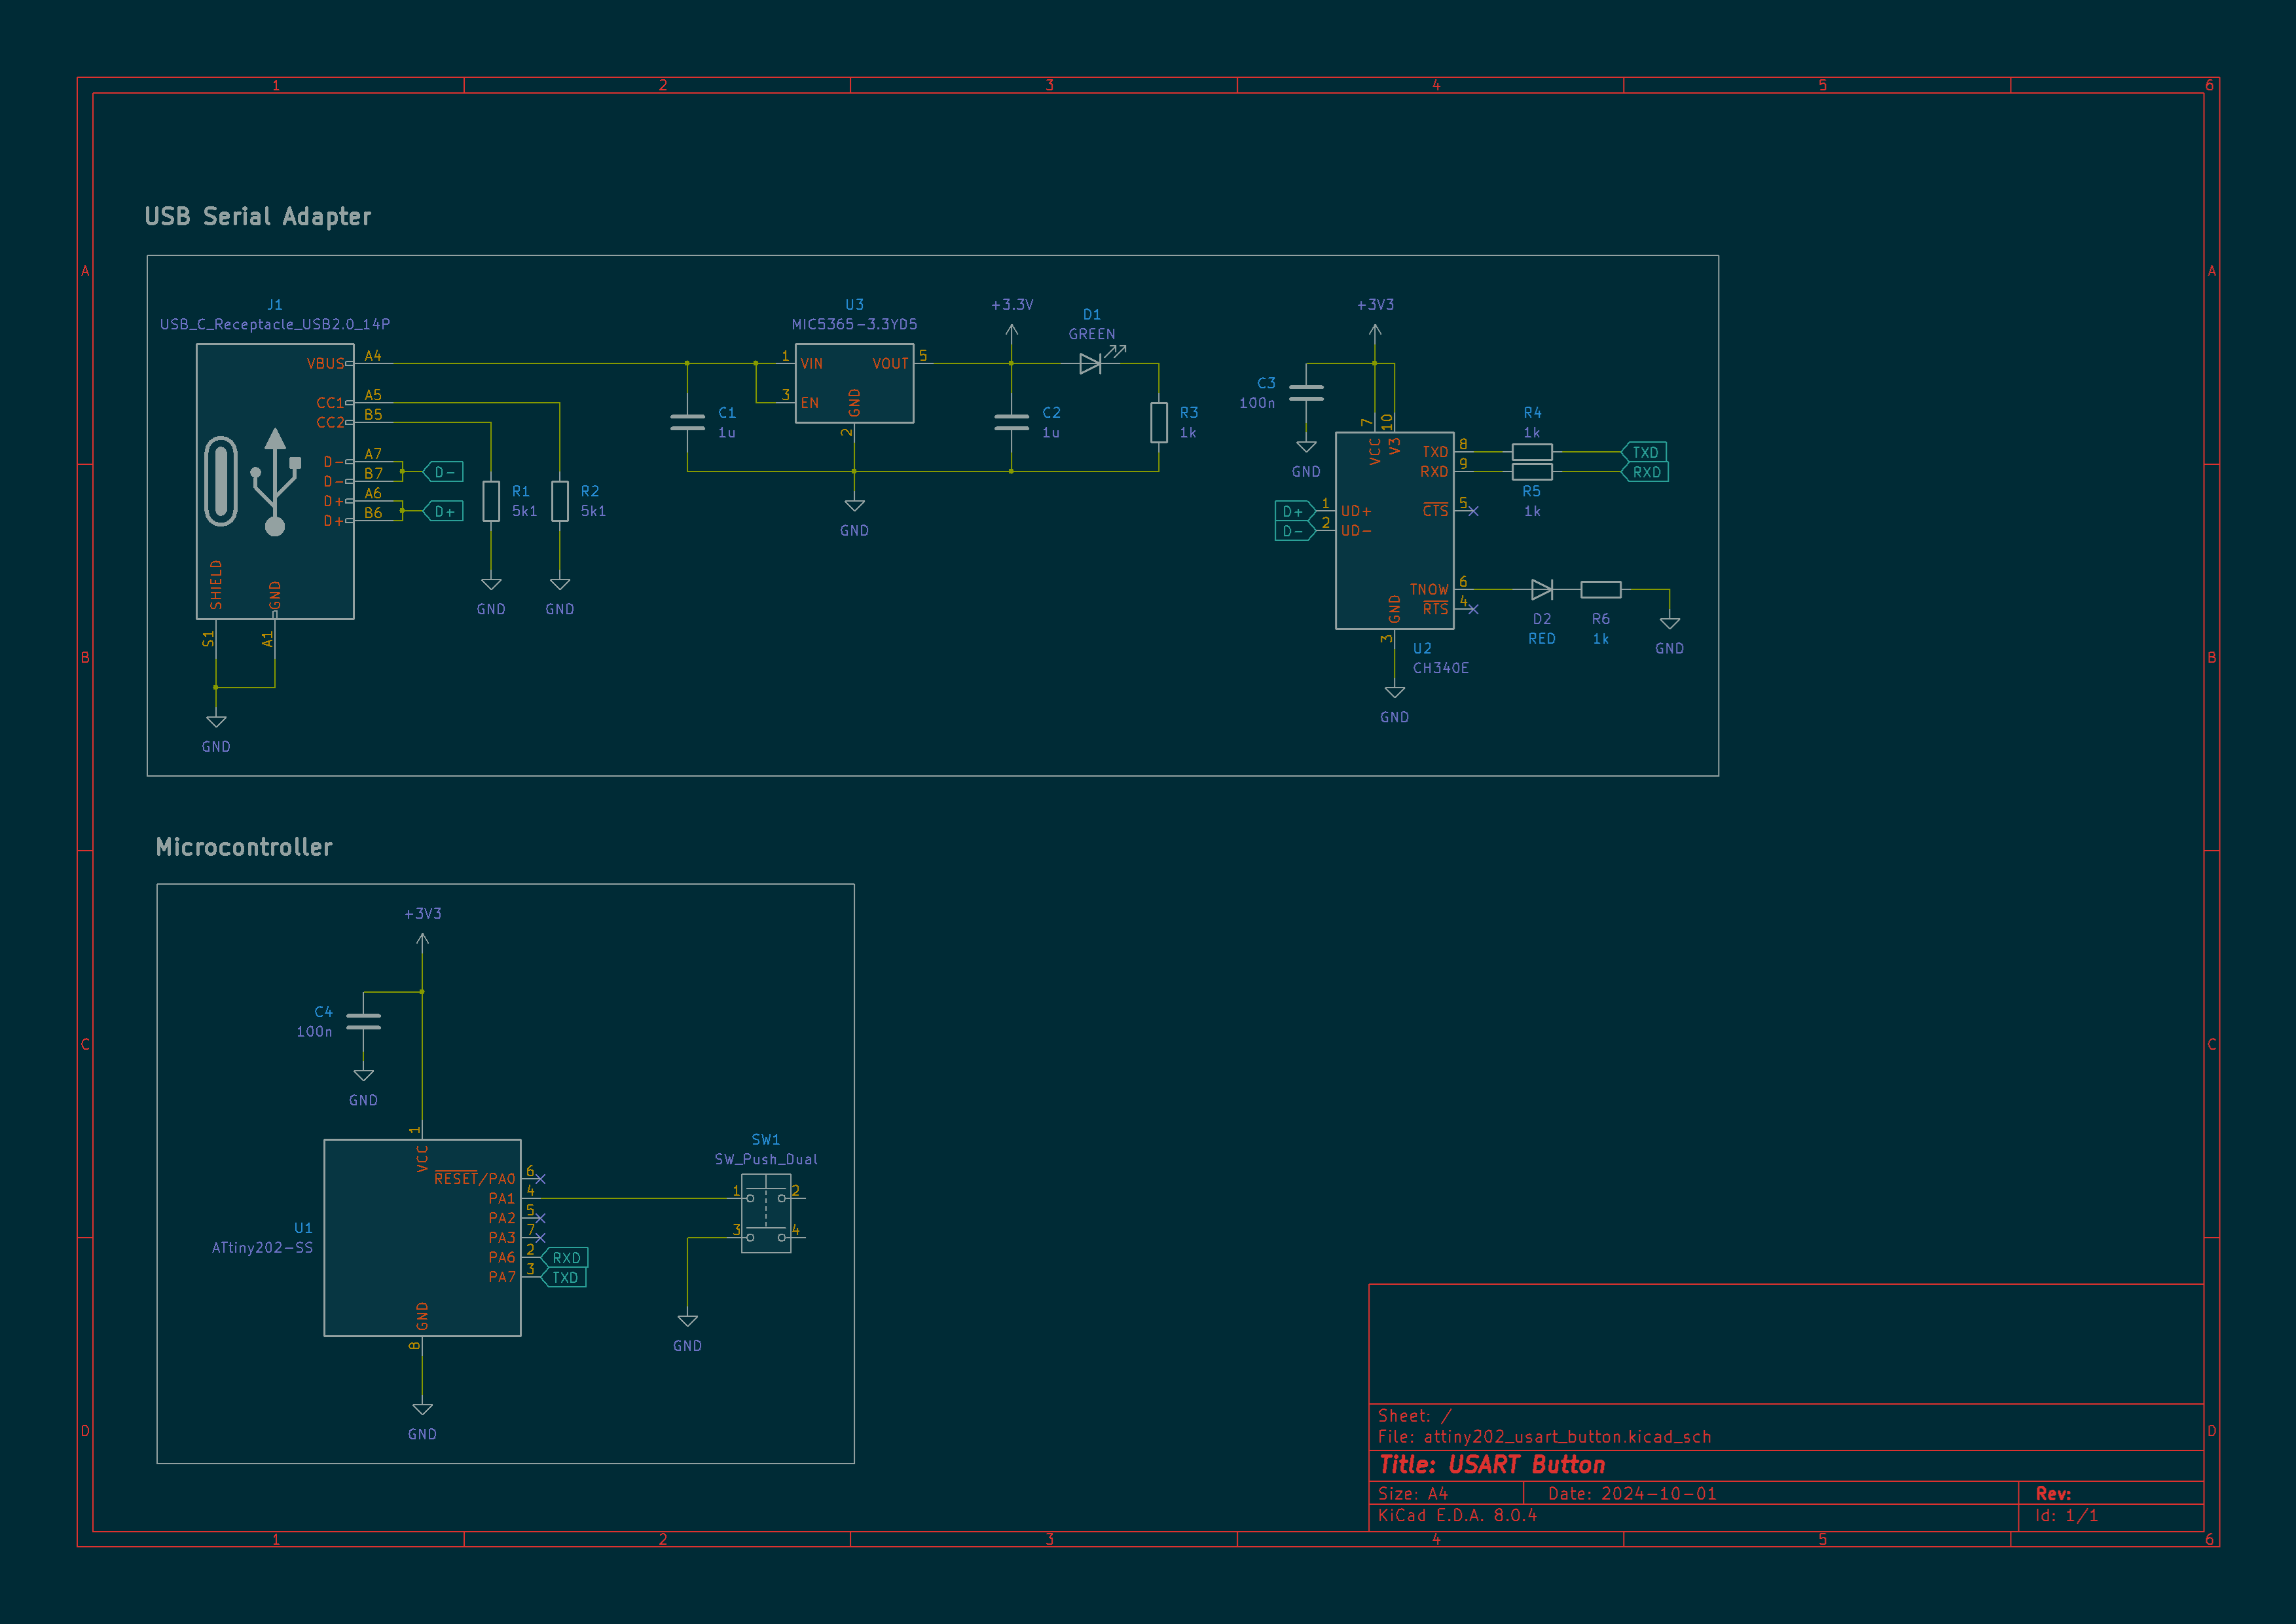 1 2 3 4 5 6
A A
B B
C C
D D
USB Serial Adapter
J1
USB_C_Receptacle_USB2.0_14P
VBUS A4
CC1 A5
CC2 B5
D- A7
D- B7
D+ A6
D+ B6
D-
D+
SHIELD
GND
S1
A1
GND
R1
5k1
GND
R2
5k1
GND
C1
1u
U3
MIC5365-3.3YD5
1 VIN
3 EN
VOUT 5
GND
2
GND
+3.3V
C2
1u
D1
GREEN
R3
1k
+3V3
C3
100n
GND
7 10
VCC V3
TXD 8
RXD 9
CTS 5
TNOW 6
RTS 4
D+ 1 UD+
D- 2 UD-
GND
3
GND
U2
CH340E
R4
1k
TXD
RXD
R5
1k
D2
RED
R6
1k
GND
Microcontroller
+3V3
C4
100n
GND
1
VCC
RESET/PA0 6
PA1 4
PA2 5
PA3 7
PA6 2 RXD
PA7 3 TXD
U1
ATtiny202-SS
GND
8
GND
SW1
SW_Push_Dual
1 2
3 4
GND
Sheet: /
File: attiny202_usart_button.kicad_sch
Title: USART Button
Size: A4 Date: 2024-10-01 Rev:
KiCad E.D.A. 8.0.4 Id: 1/1
1 2 3 4 5 6